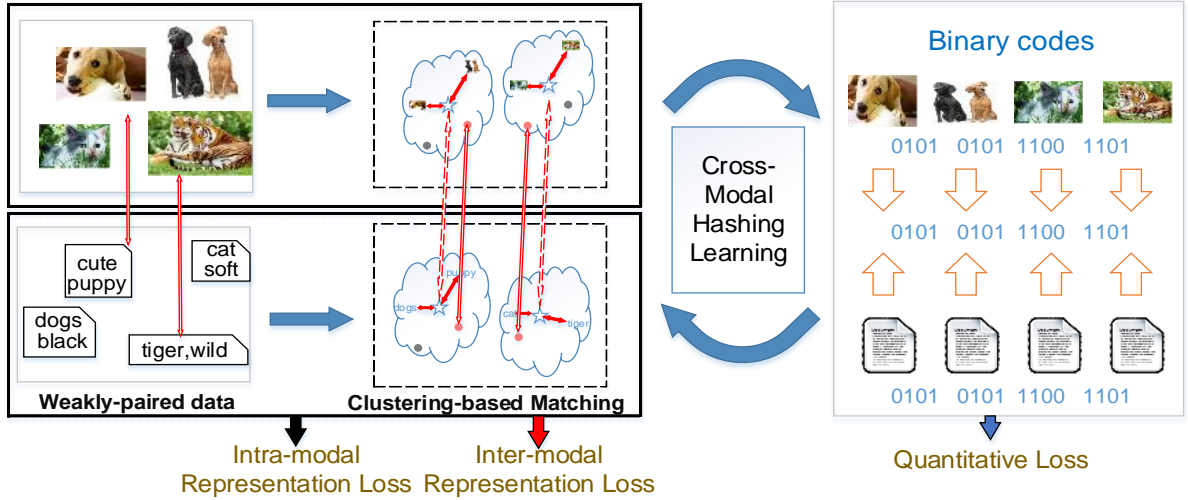 cute
puppy
cat
soft
dogs
black
tiger,wild
Weakly-paired data
puppy
dogs
cat
tiger
Clustering-based Matching
Intra-modal
Representation Loss
Inter-modal
Representation Loss
Cross-
Modal
Hashing
Learning
Binary codes
0101 0101 1100 1101
0101 0101 1100 1101
0101 0101 1100 1101
Quantitative Loss